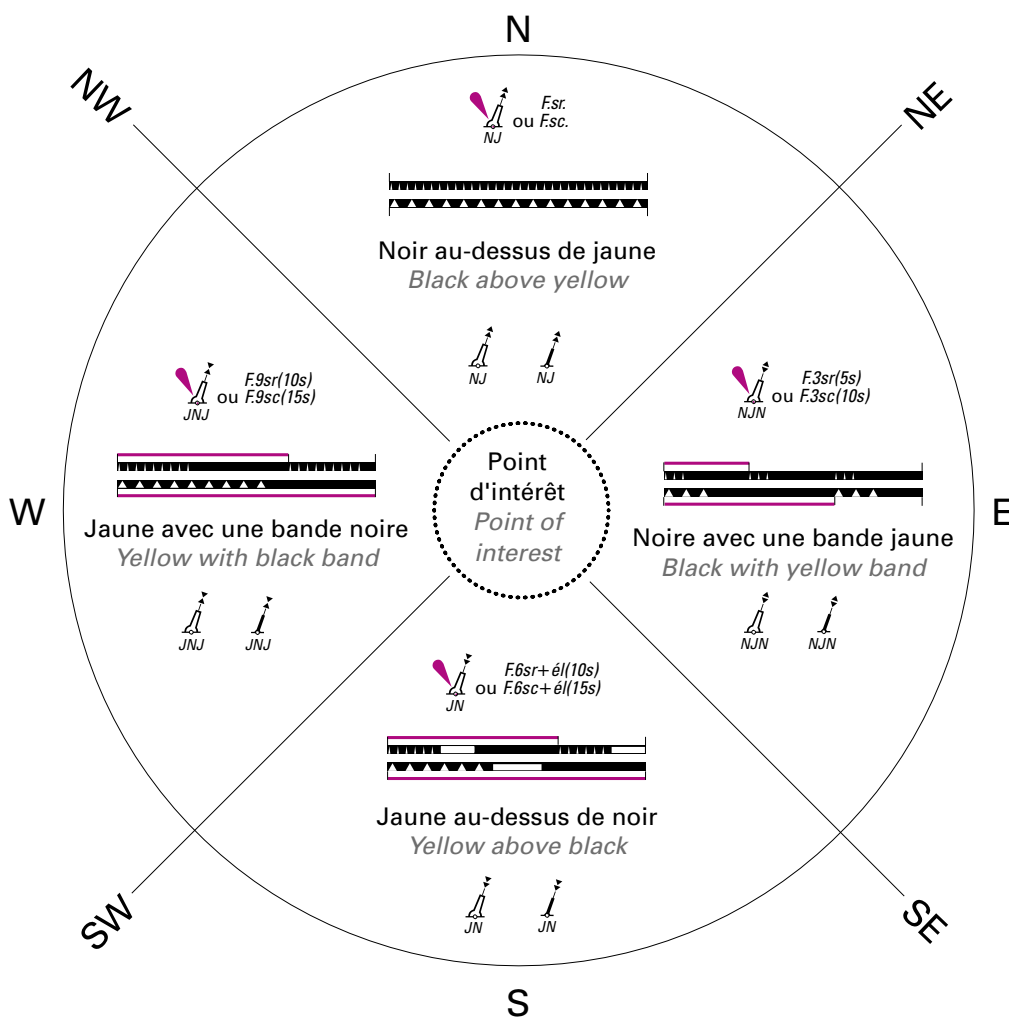 N
NW
NE
F.sr.
ou F.sc.
NJ
Noir au-dessus de jaune
Black above yellow
NJ
NJ
F.9sr(10s)
ou F.9sc(15s)
JNJ
F.3sr(5s)
ou F.3sc(10s)
NJN
W
Jaune avec une bande noire
Yellow with black band
JNJ
JNJ
Point
d'intérêt
Point of
interest
E
Noire avec une bande jaune
Black with yellow band
NJN
NJN
F.6sr+él(10s)
ou F.6sc+él(15s)
JN
Jaune au-dessus de noir
Yellow above black
JN
JN
SW
SE
S